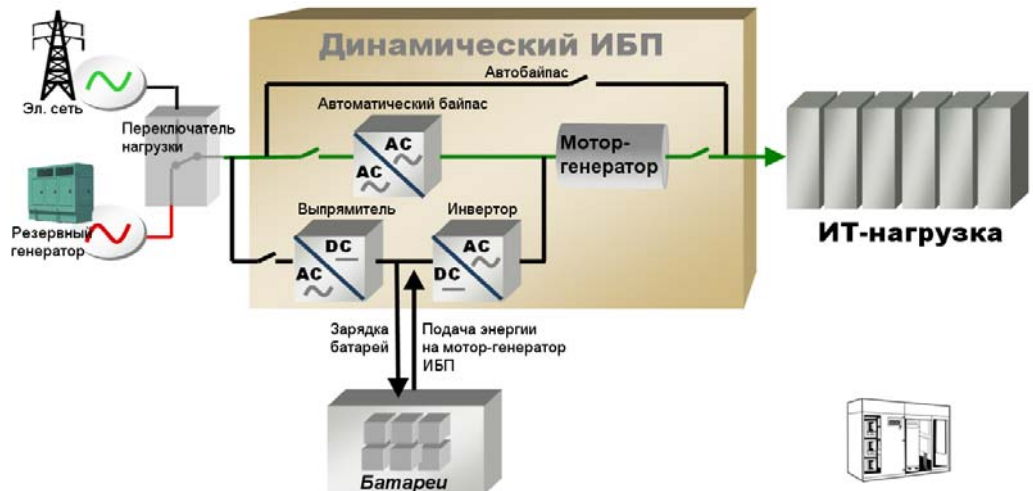 Динамический ИБП
Автобайпас
Эл. сеть
Автоматический байпас
Переключатель
нагрузки
AC
AC
Мотор-
генератор
Резервный
генератор
Выпрямитель
Инвертор
DC
AC
AC
DC
ИТ-нагрузка
Зарядка
батарей
Подача энергии
на мотор-генератор
ИБП
Батареи